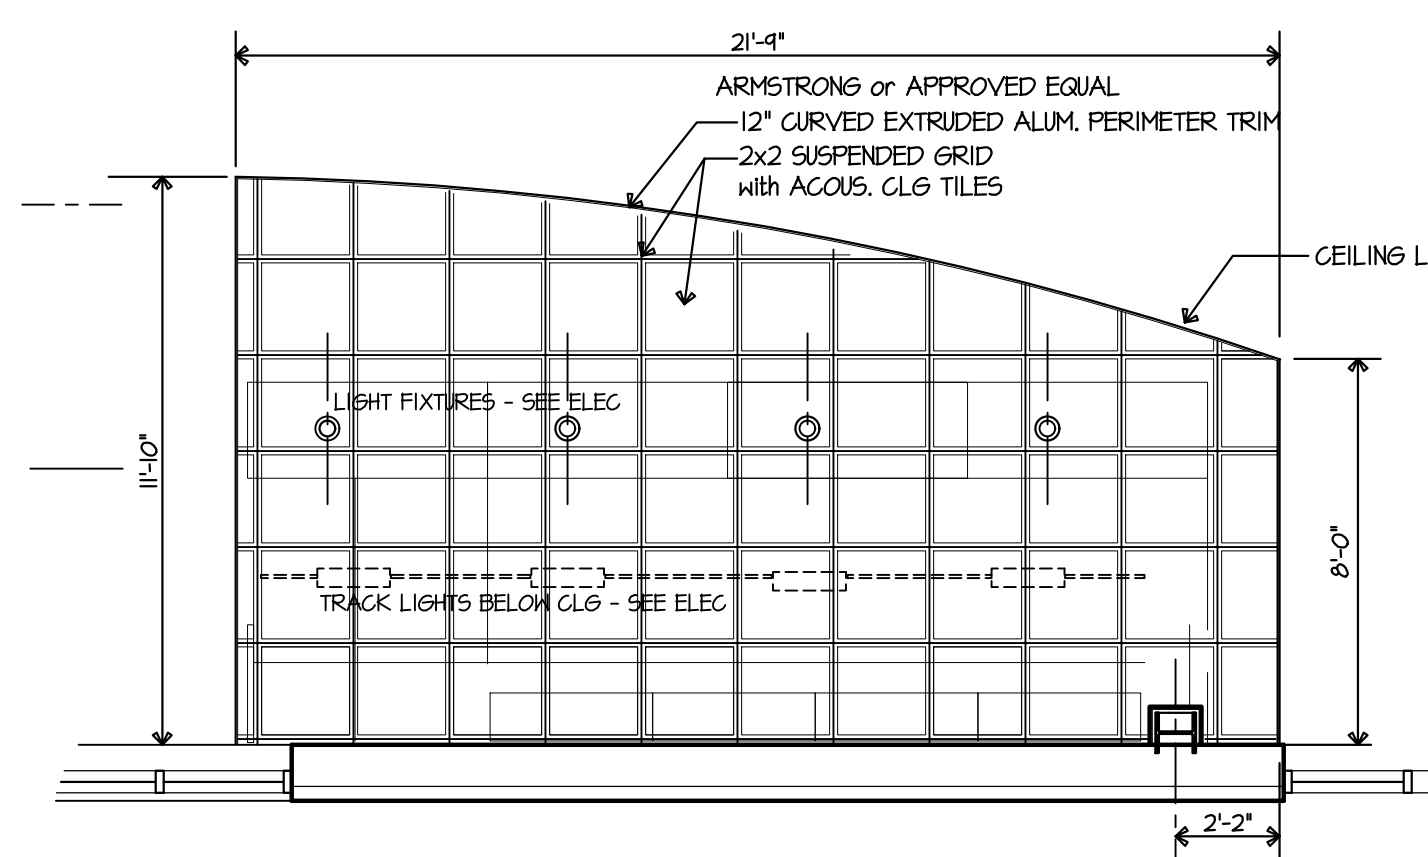 21'-9"
ARMSTRONG or APPROVED EQUAL
12" CURVED EXTRUDED ALUM. PERIMETER TRIM
2x2 SUSPENDED GRID
with ACOUS. CLG TILES
CEILING L
LIGHT FIXTURES - SEE ELEC
11'-10"
8'-0"
TRACK LIGHTS BELOW CLG - SEE ELEC
2'-2"